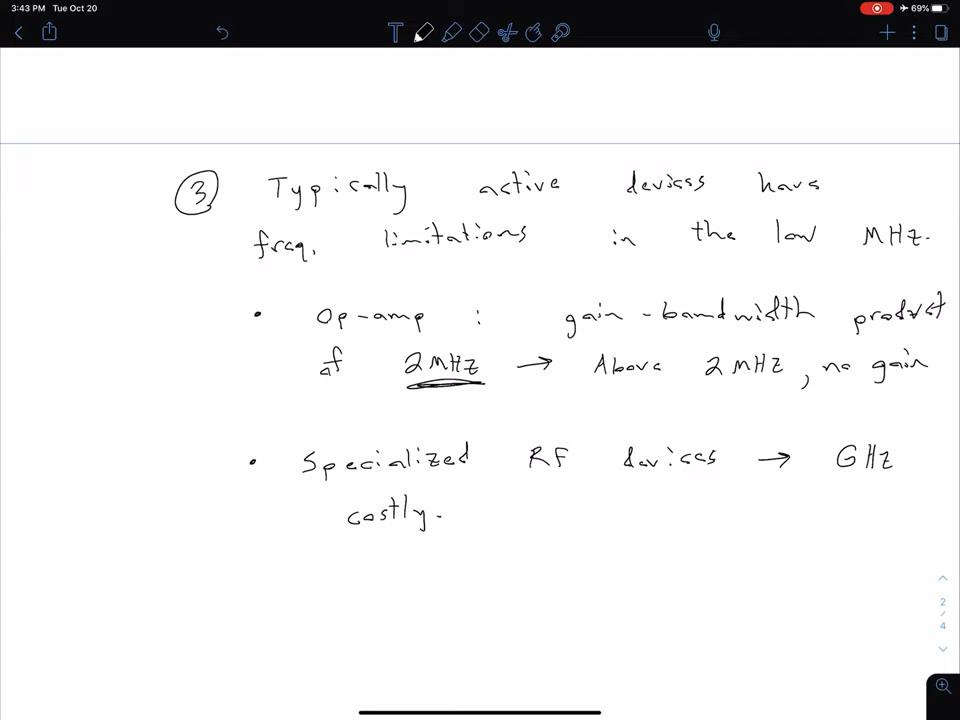 3:43 PM Tue Oct 20
69%
T
3 Typically active devices have
freq. limitations in the low MHz.
• Op-amp : gain-bandwidth product
of 2MHz → Above 2MHz, no gain
• Specialized RF devices → GHz
costly.
2
/
4